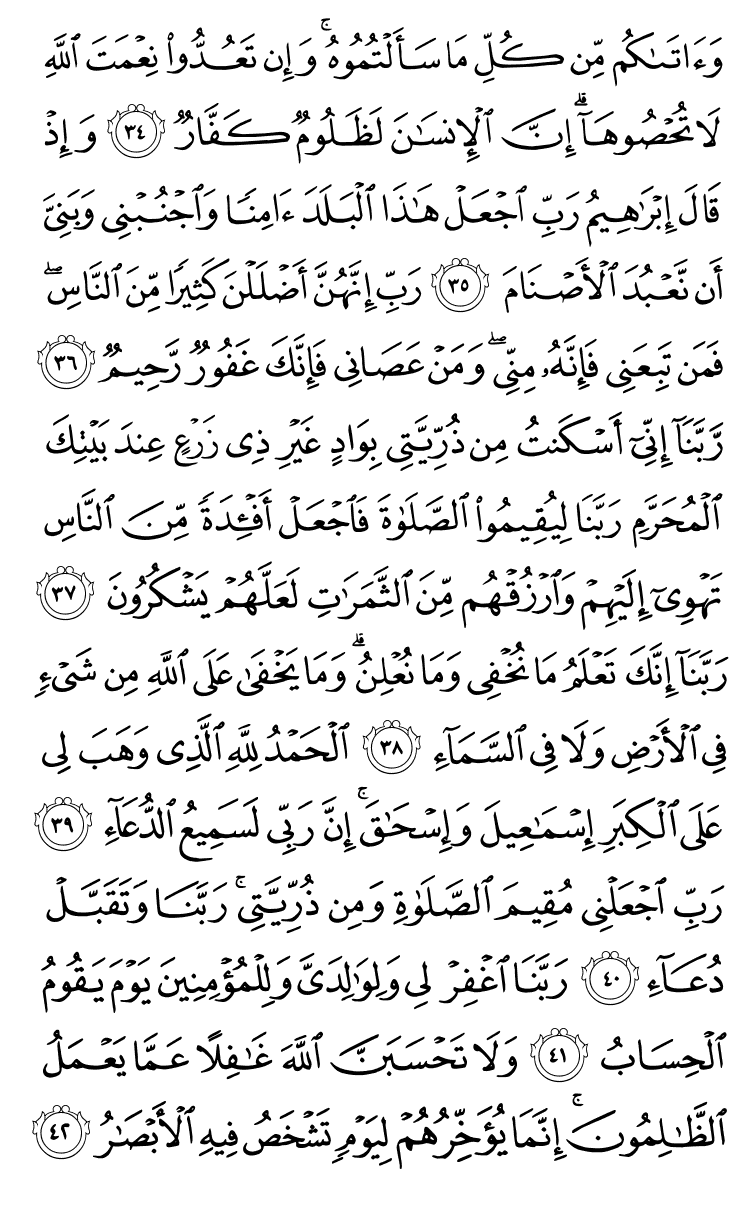 وَءَاتَىٰكُم مِّن كُلِّ مَا سَأَلْتُمُوهُ ۚ وَإِن تَعُدُّوا۟ نِعْمَتَ ٱللَّهِ
لَا تُحْصُوهَآ ۗ إِنَّ ٱلْإِنسَـٰنَ لَظَلُومٌ كَفَّارٌ ٣٤ وَإِذْ
قَالَ إِبْرَٰهِيمُ رَبِّ ٱجْعَلْ هَـٰذَا ٱلْبَلَدَ ءَامِنًا وَٱجْنُبْنِى وَبَنِىَّ
أَن نَّعْبُدَ ٱلْأَصْنَامَ ٣٥ رَبِّ إِنَّهُنَّ أَضْلَلْنَ كَثِيرًا مِّنَ ٱلنَّاسِ ۖ
فَمَن تَبِعَنِى فَإِنَّهُۥ مِنِّى ۖ وَمَنْ عَصَانِى فَإِنَّكَ غَفُورٌ رَّحِيمٌ ٣٦
رَّبَّنَآ إِنِّىٓ أَسْكَنتُ مِن ذُرِّيَّتِى بِوَادٍ غَيْرِ ذِى زَرْعٍ عِندَ بَيْتِكَ
ٱلْمُحَرَّمِ رَبَّنَا لِيُقِيمُوا۟ ٱلصَّلَوٰةَ فَٱجْعَلْ أَفْـِٔدَةً مِّنَ ٱلنَّاسِ
تَهْوِىٓ إِلَيْهِمْ وَٱرْزُقْهُم مِّنَ ٱلثَّمَرَٰتِ لَعَلَّهُمْ يَشْكُرُونَ ٣٧
رَبَّنَآ إِنَّكَ تَعْلَمُ مَا نُخْفِى وَمَا نُعْلِنُ ۗ وَمَا يَخْفَىٰ عَلَى ٱللَّهِ مِن شَىْءٍ
فِى ٱلْأَرْضِ وَلَا فِى ٱلسَّمَآءِ ٣٨ ٱلْحَمْدُ لِلَّهِ ٱلَّذِى وَهَبَ لِى
عَلَى ٱلْكِبَرِ إِسْمَـٰعِيلَ وَإِسْحَـٰقَ ۚ إِنَّ رَبِّى لَسَمِيعُ ٱلدُّعَآءِ ٣٩
رَبِّ ٱجْعَلْنِى مُقِيمَ ٱلصَّلَوٰةِ وَمِن ذُرِّيَّتِى ۚ رَبَّنَا وَتَقَبَّلْ
دُعَآءِ ٤٠ رَبَّنَا ٱغْفِرْ لِى وَلِوَٰلِدَىَّ وَلِلْمُؤْمِنِينَ يَوْمَ يَقُومُ
ٱلْحِسَابُ ٤١ وَلَا تَحْسَبَنَّ ٱللَّهَ غَـٰفِلًا عَمَّا يَعْمَلُ
ٱلظَّـٰلِمُونَ ۚ إِنَّمَا يُؤَخِّرُهُمْ لِيَوْمٍ تَشْخَصُ فِيهِ ٱلْأَبْصَـٰرُ ٤٢